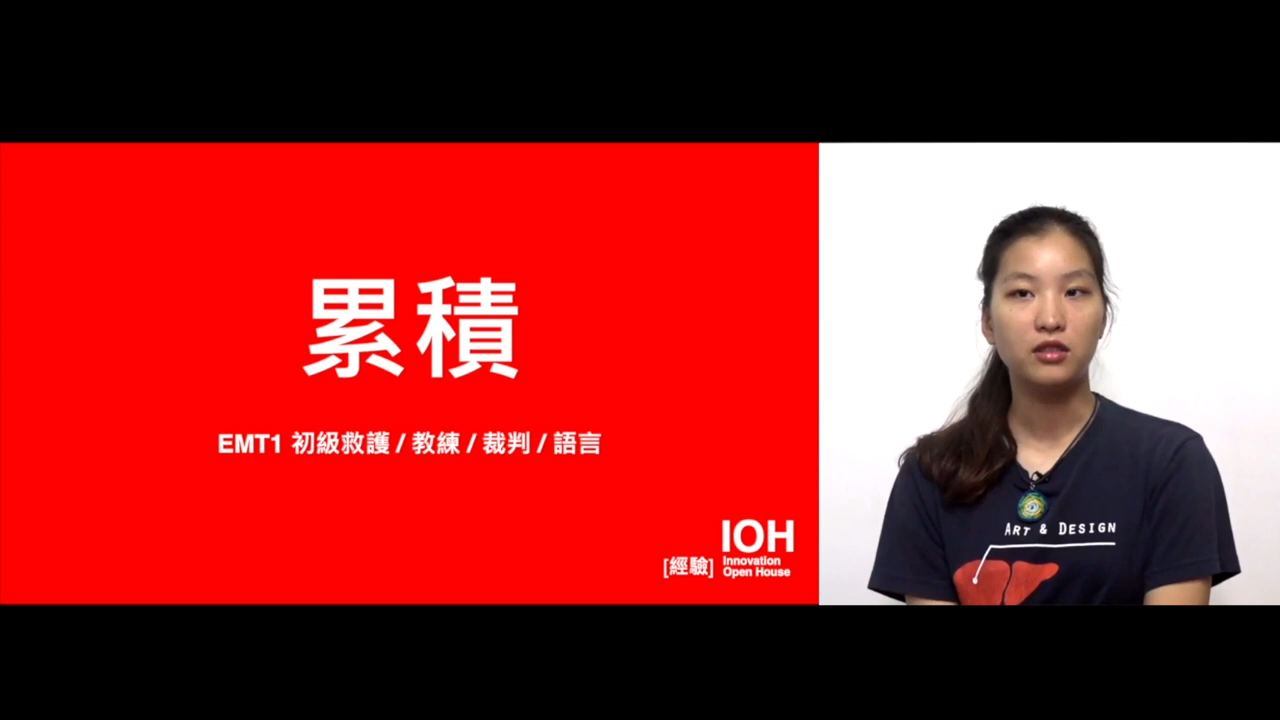 累積
EMT1 初級救護 / 教練 / 裁判 / 語言
IOH
[經驗]
Innovation
Open House
ART & DESIGN